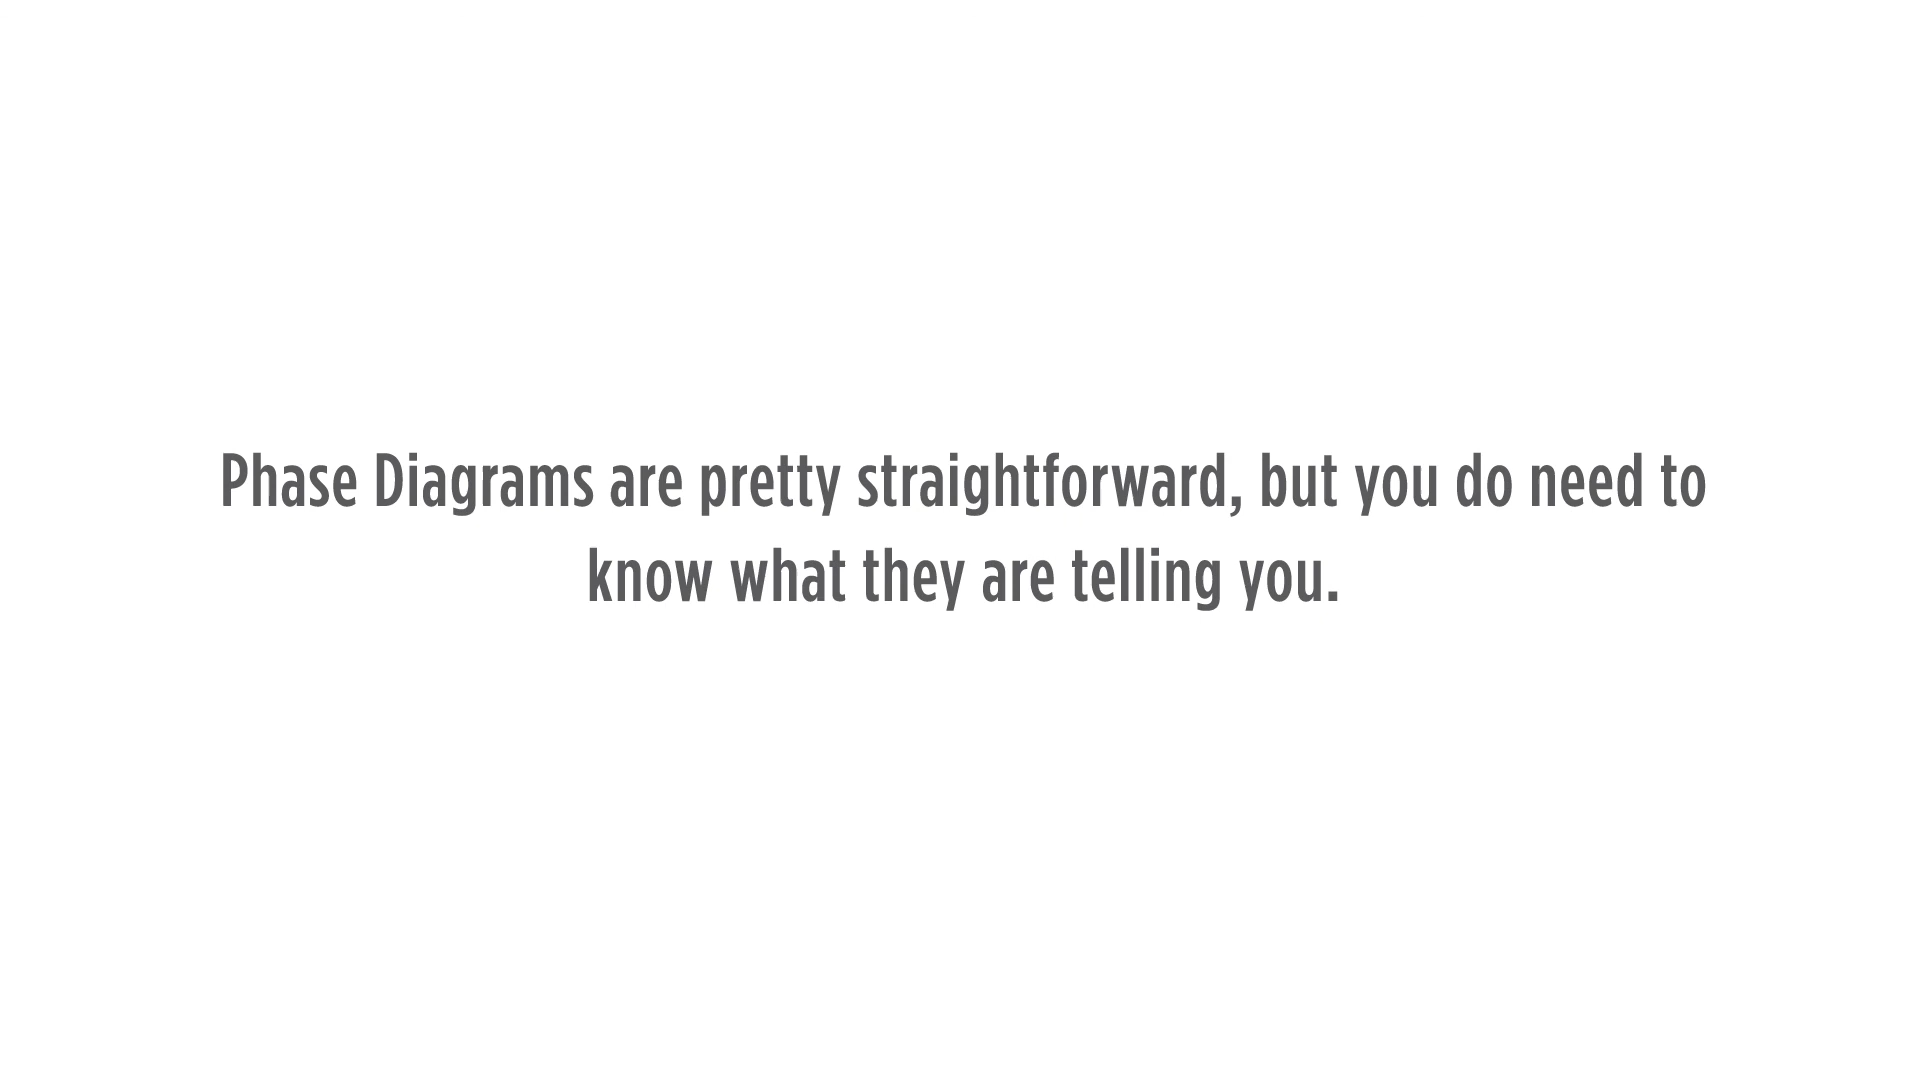 Phase Diagrams are pretty straightforward, but you do need to
know what they are telling you.